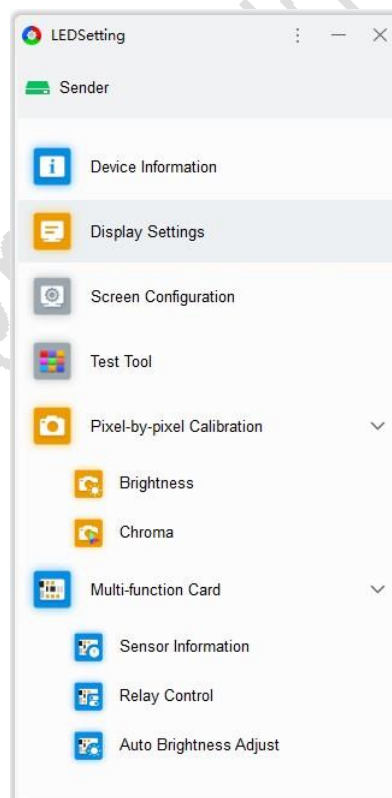 LEDSetting
Sender
Device Information
Display Settings
Screen Configuration
Test Tool
Pixel-by-pixel Calibration
Brightness
Chroma
Multi-function Card
Sensor Information
Relay Control
Auto Brightness Adjust